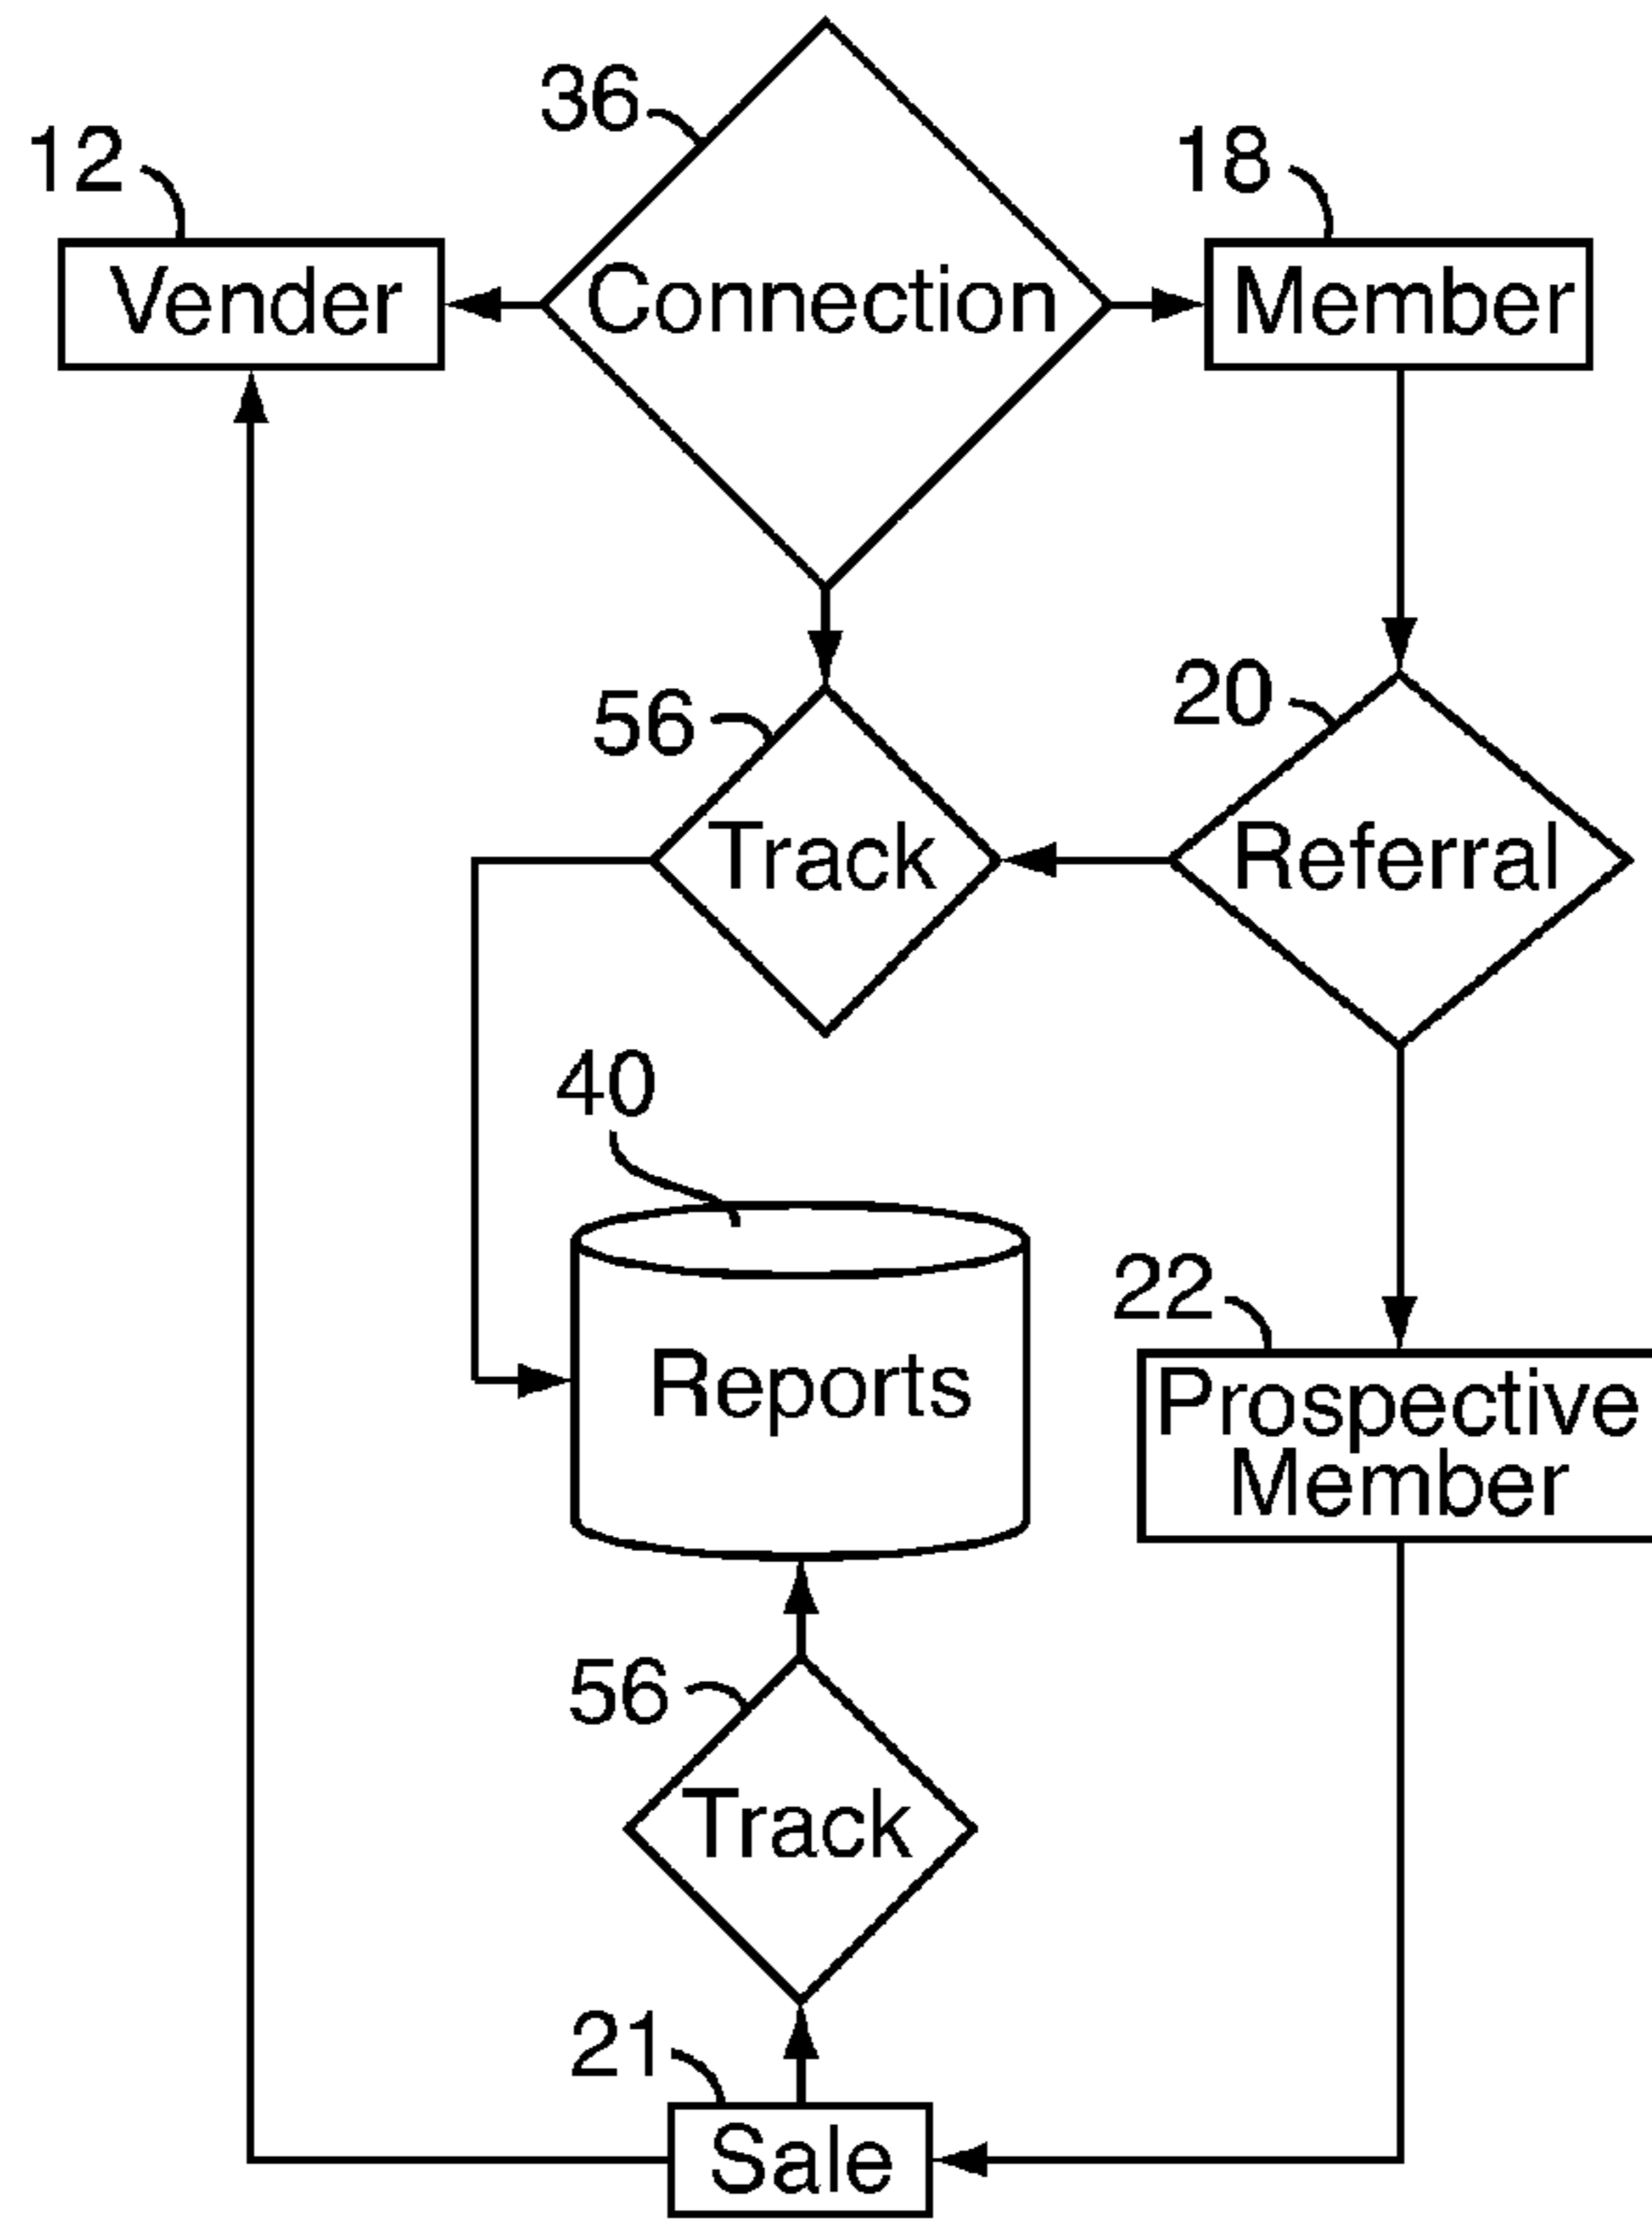 36
12
18
Vender
Connection
Member
56
20
Track
Referral
40
22
Reports
Prospective
Member
56
Track
21
Sale